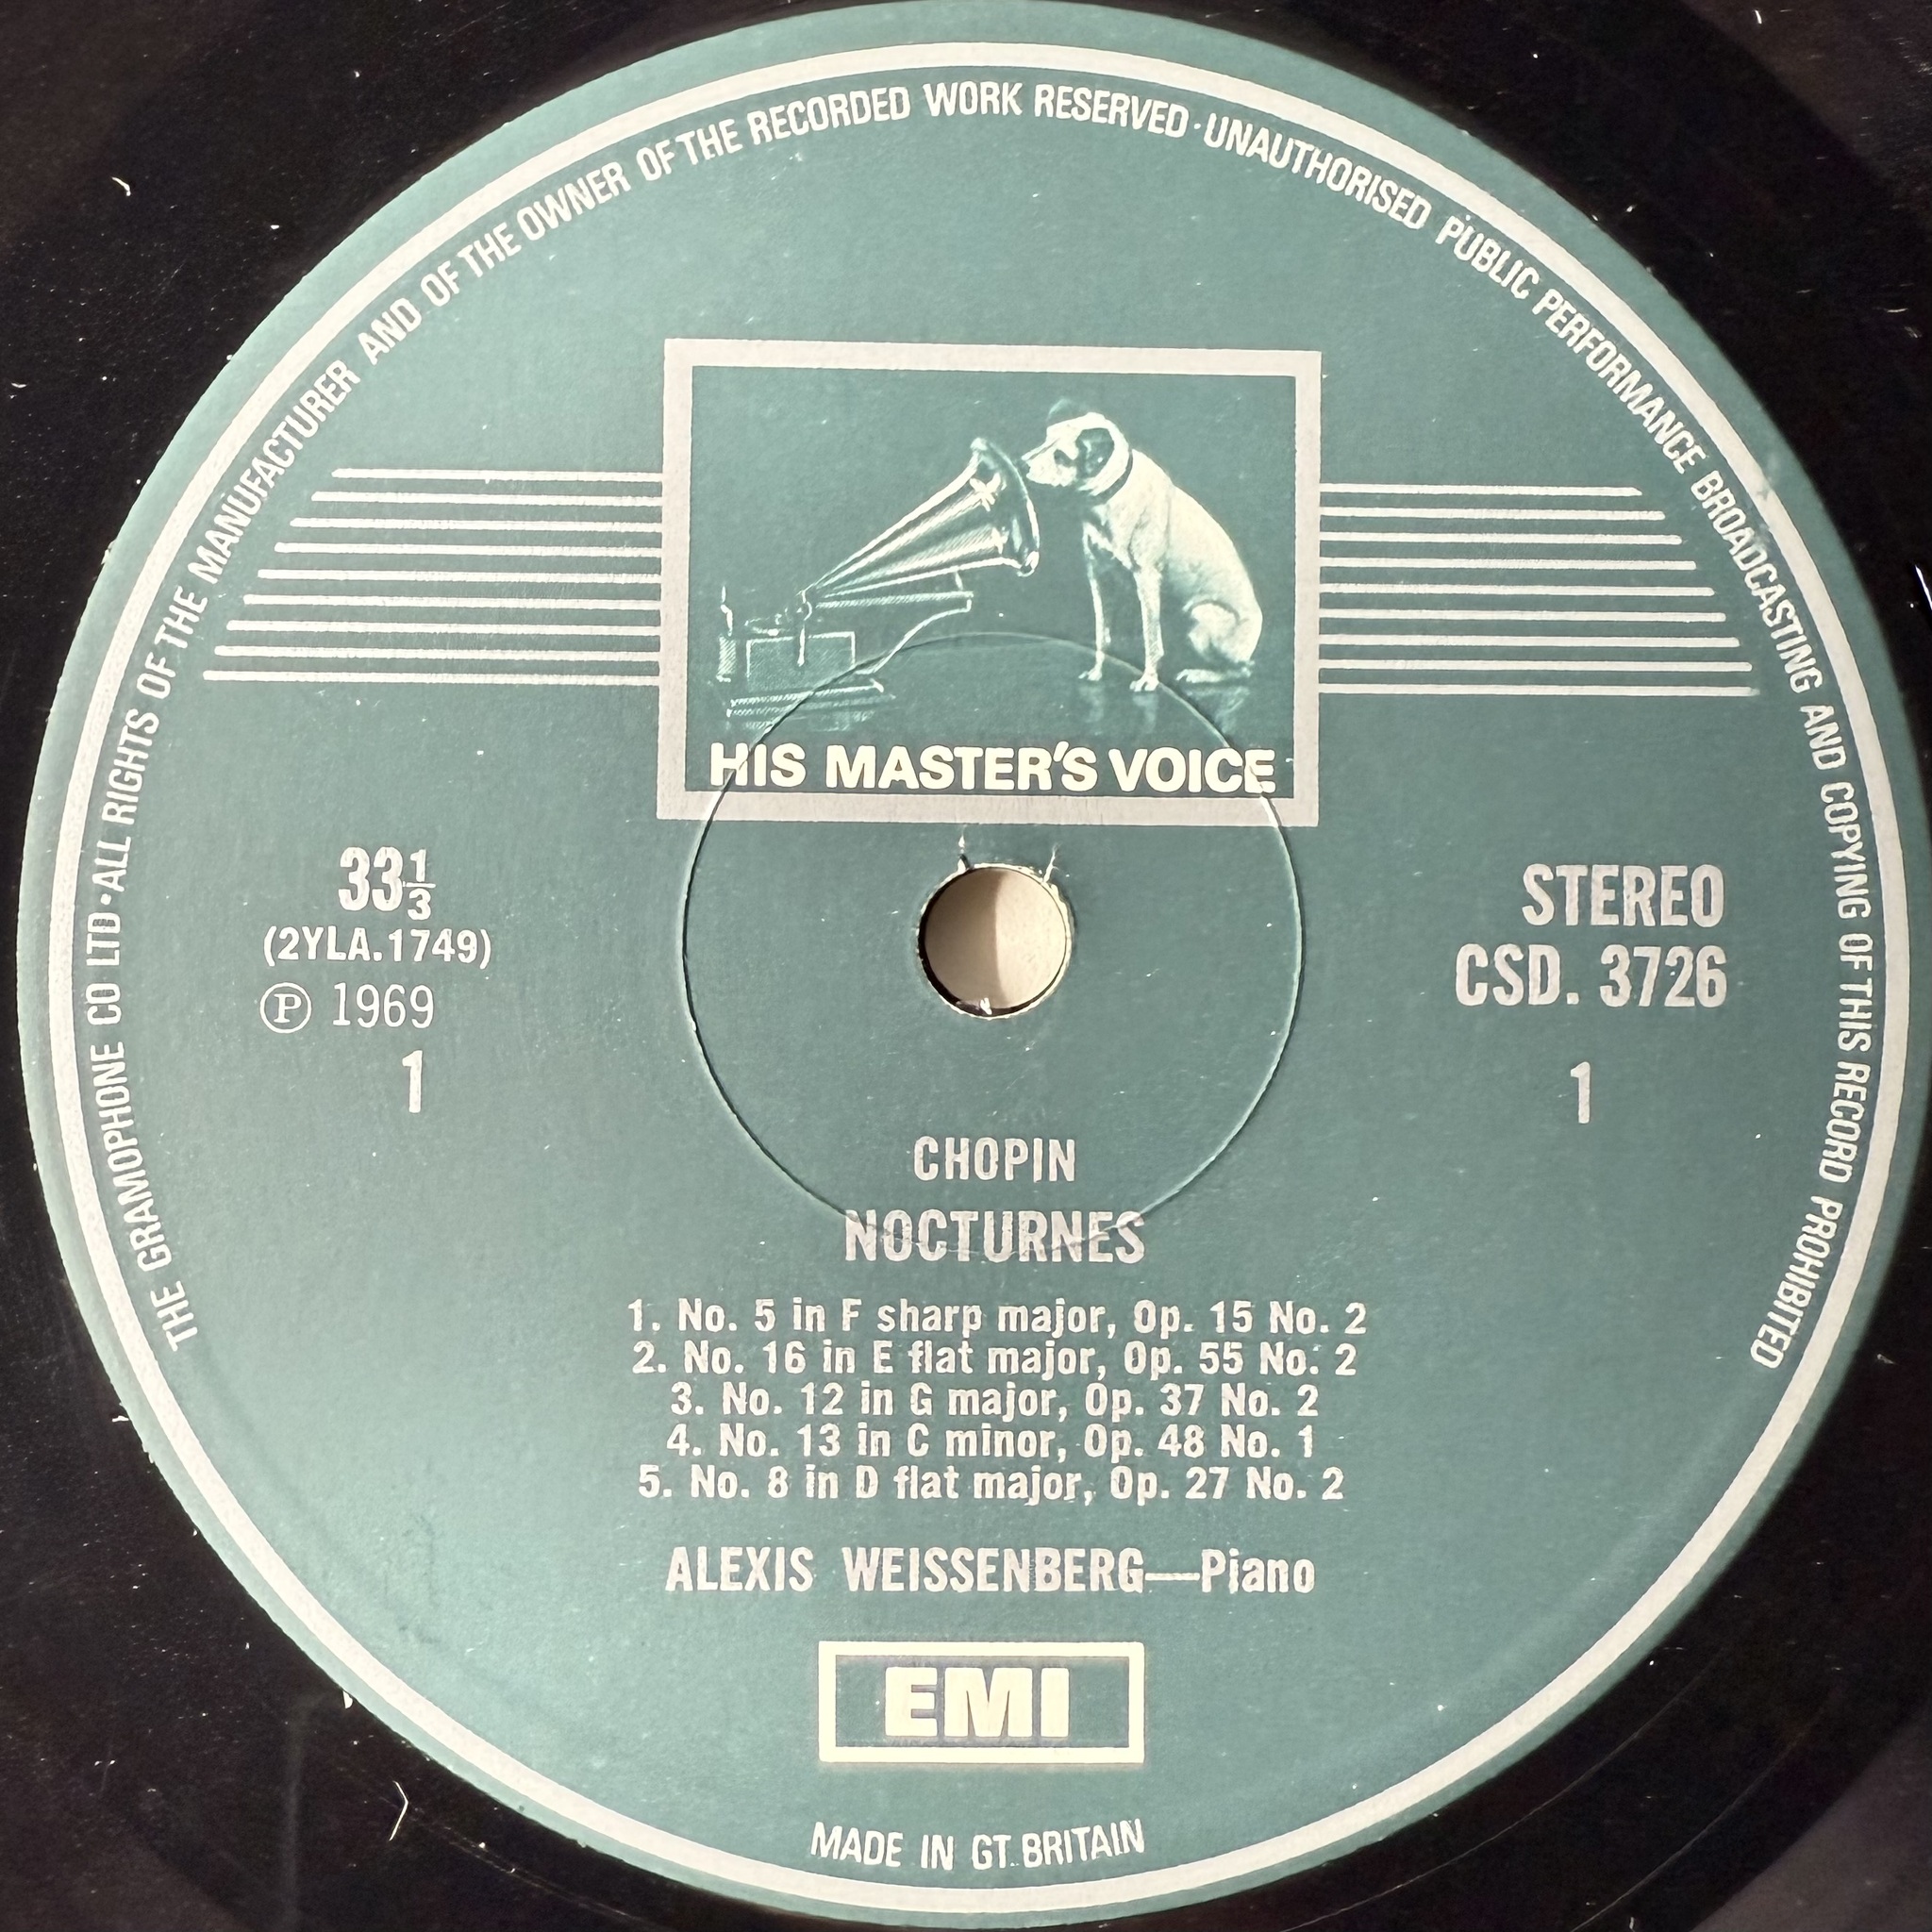 THE GRAMOPHONE CO LTD·ALL RIGHTS OF THE MANUFACTURER AND OF THE OWNER OF THE RECORDED WORK RESERVED·UNAUTHORISED PUBLIC PERFORMANCE BROADCASTING AND COPYING OF THIS RECORD PROHIBITED
HIS MASTER'S VOICE
33⅓
(2YLA.1749)
Ⓟ 1969
1
STEREO
CSD. 3726
1
CHOPIN
NOCTURNES
1. No. 5 in F sharp major, Op. 15 No. 2
2. No. 16 in E flat major, Op. 55 No. 2
3. No. 12 in G major, Op. 37 No. 2
4. No. 13 in C minor, Op. 48 No. 1
5. No. 8 in D flat major, Op. 27 No. 2
ALEXIS WEISSENBERG—Piano
EMI
MADE IN GT. BRITAIN